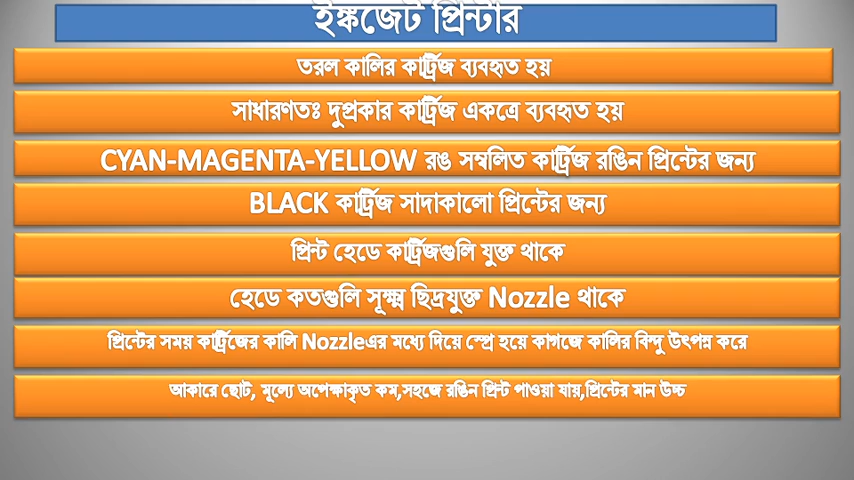 ইঙ্কজেট প্রিন্টার
তরল কালির কার্ট্রিজ ব্যবহৃত হয়
সাধারণতঃ দুপ্রকার কার্ট্রিজ একত্রে ব্যবহৃত হয়
CYAN-MAGENTA-YELLOW রঙ সম্বলিত কার্ট্রিজ রঙিন প্রিন্টের জন্য
BLACK কার্ট্রিজ সাদাকালো প্রিন্টের জন্য
প্রিন্ট হেডে কার্ট্রিজগুলি যুক্ত থাকে
হেডে কতগুলি সূক্ষ্ম ছিদ্রযুক্ত Nozzle থাকে
প্রিন্টের সময় কার্ট্রিজের কালি Nozzleএর মধ্যে দিয়ে স্প্রে হয়ে কাগজে কালির বিন্দু উৎপন্ন করে
আকারে ছোট, মূল্যে অপেক্ষাকৃত কম,সহজে রঙিন প্রিন্ট পাওয়া যায়,প্রিন্টের মান উচ্চ